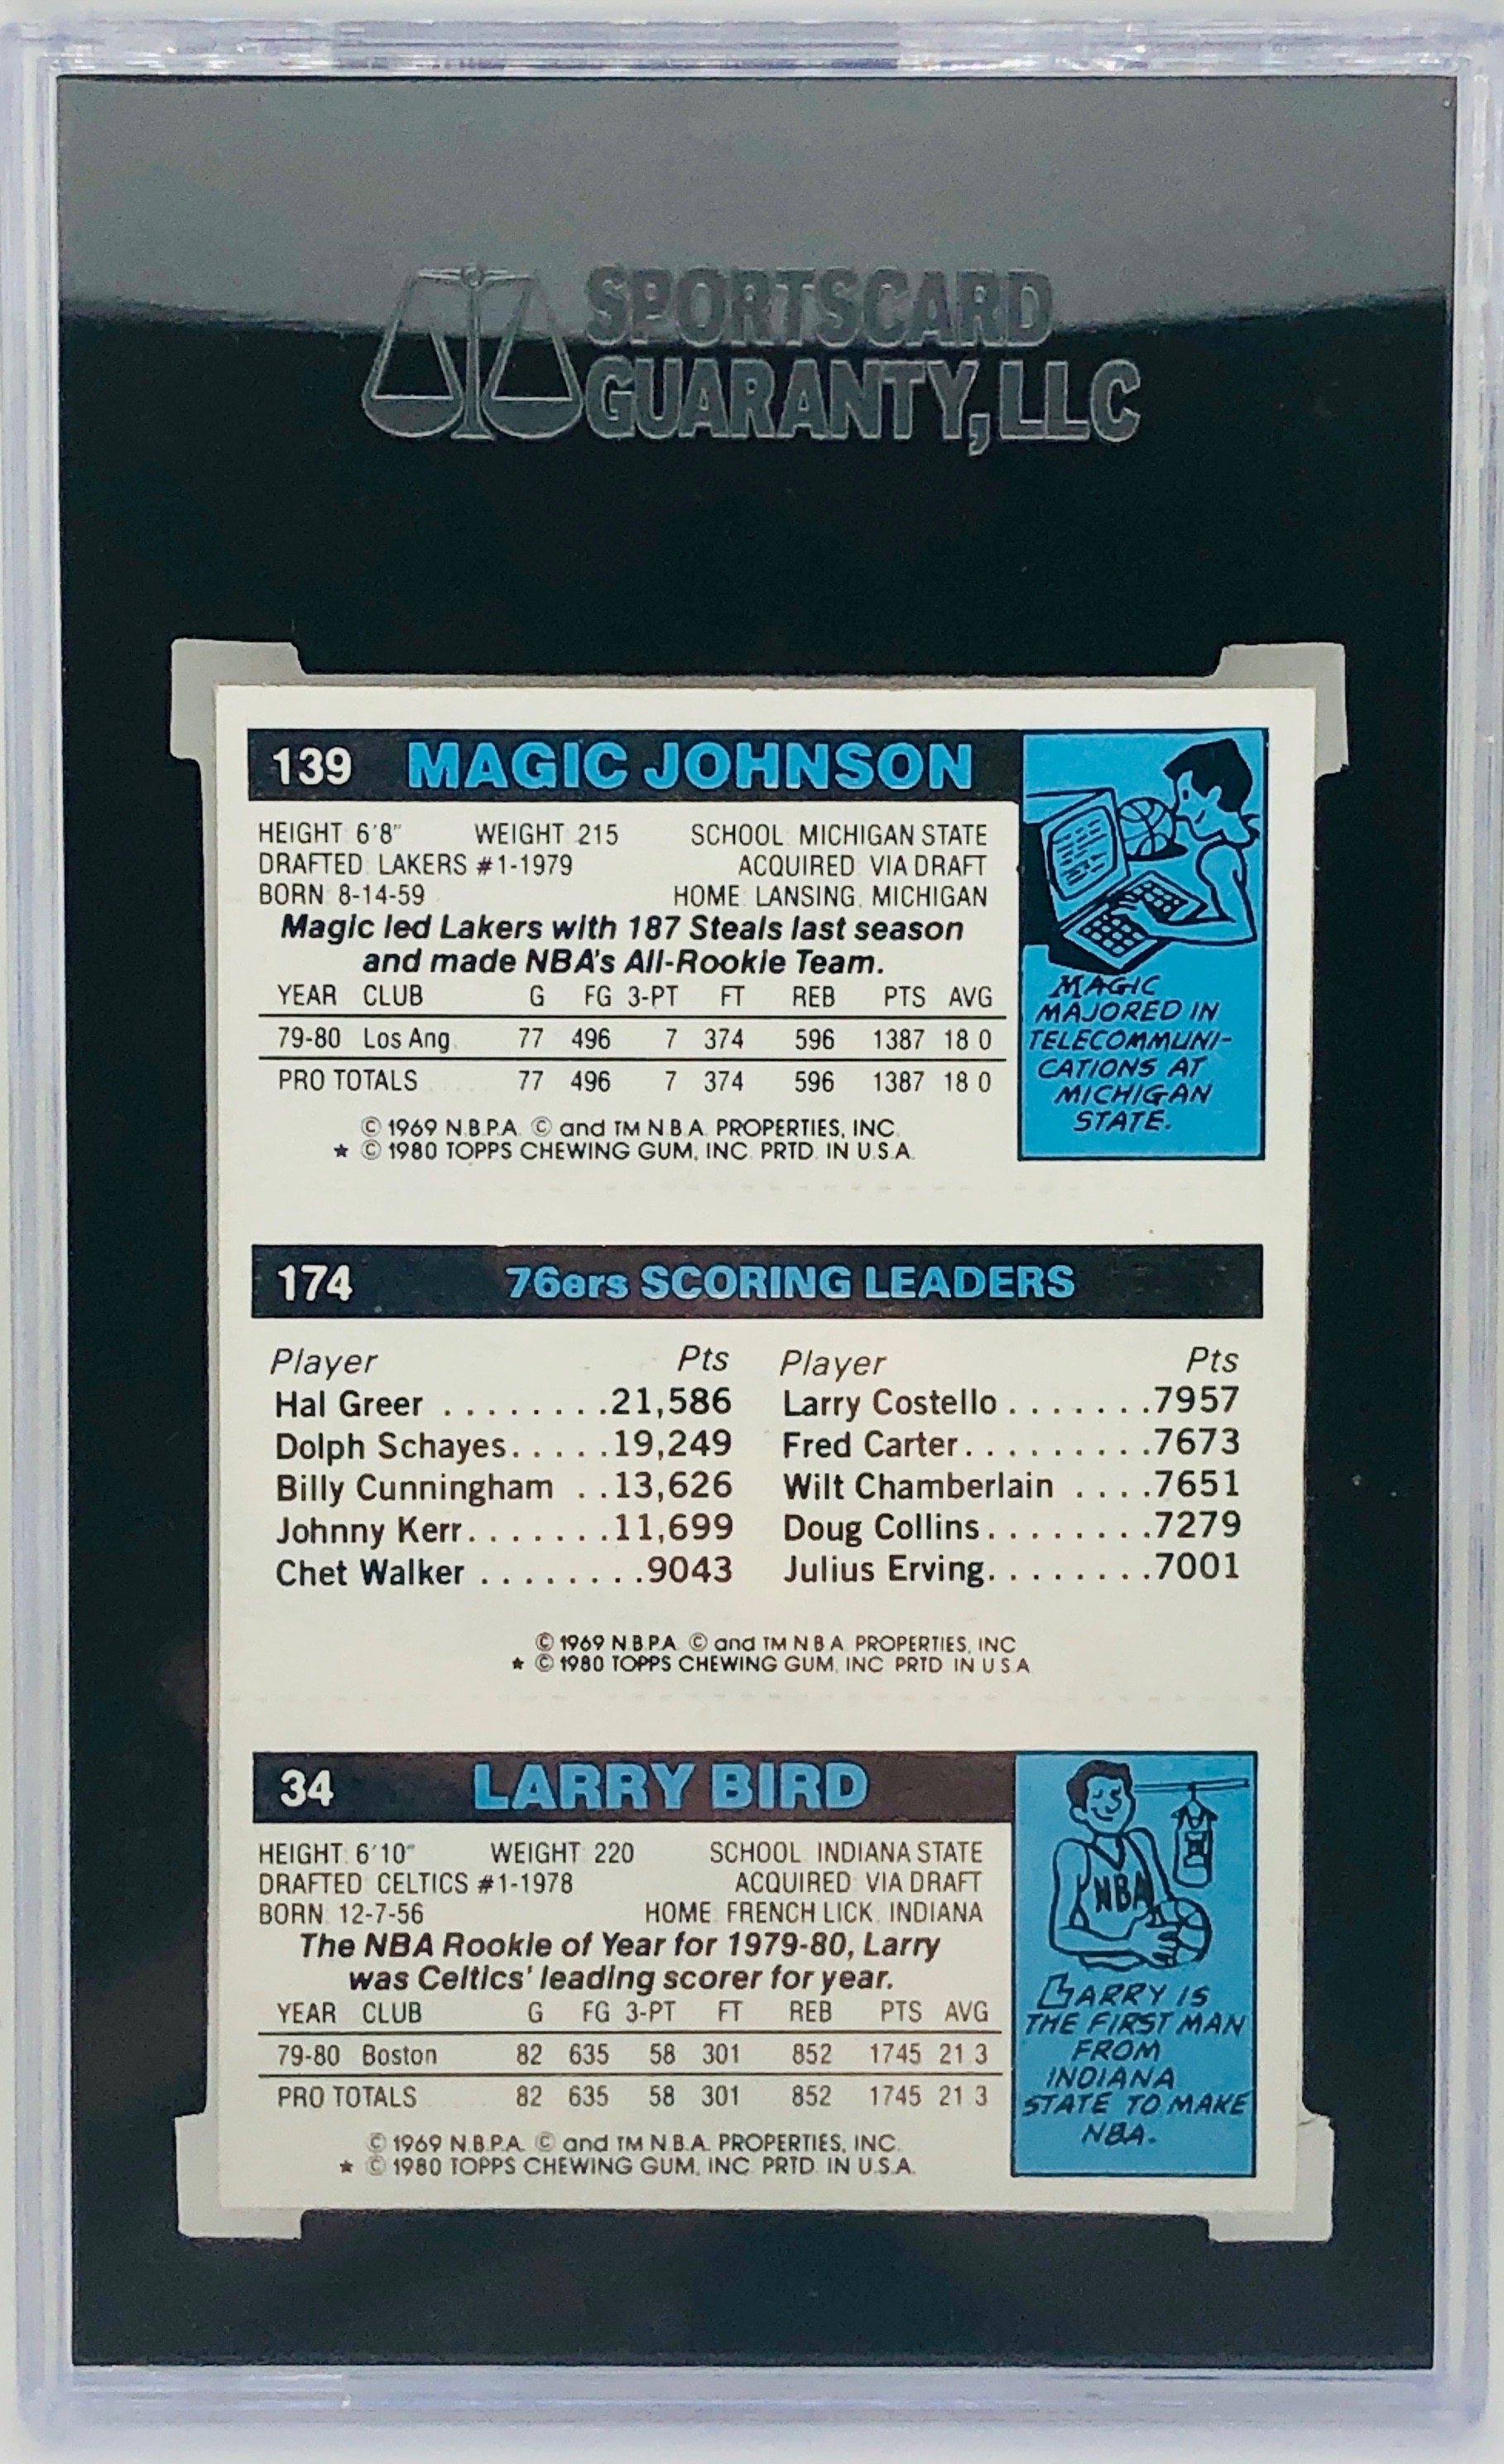 SPORTSCARD
GUARANTY, LLC
139 MAGIC JOHNSON
HEIGHT 6'8" WEIGHT 215 SCHOOL MICHIGAN STATE
DRAFTED LAKERS #1-1979 ACQUIRED VIA DRAFT
BORN 8-14-59 HOME LANSING, MICHIGAN
Magic led Lakers with 187 Steals last season
and made NBA's All-Rookie Team.
YEAR CLUB G FG 3-PT FT REB PTS AVG
79-80 Los Ang. 77 496 7 374 596 1387 18 0
PRO TOTALS 77 496 7 374 596 1387 18 0
© 1969 N.B.P.A. © and TM N.B.A. PROPERTIES, INC.
★ © 1980 TOPPS CHEWING GUM, INC. PRTD. IN U.S.A.
MAGIC
MAJORED IN
TELECOMMUNI-
CATIONS AT
MICHIGAN
STATE.
174 76ers SCORING LEADERS
Player Pts Player Pts
Hal Greer ........21,586 Larry Costello .......7957
Dolph Schayes.....19,249 Fred Carter.........7673
Billy Cunningham ..13,626 Wilt Chamberlain ....7651
Johnny Kerr.......11,699 Doug Collins........7279
Chet Walker ........9043 Julius Erving........7001
© 1969 N.B.P.A. © and TM N B A PROPERTIES, INC
★ © 1980 TOPPS CHEWING GUM, INC PRTD IN U S A
34 LARRY BIRD
HEIGHT: 6'10" WEIGHT 220 SCHOOL INDIANA STATE
DRAFTED CELTICS #1-1978 ACQUIRED VIA DRAFT
BORN 12-7-56 HOME FRENCH LICK, INDIANA
The NBA Rookie of Year for 1979-80, Larry
was Celtics' leading scorer for year.
YEAR CLUB G FG 3-PT FT REB PTS AVG
79-80 Boston 82 635 58 301 852 1745 21 3
PRO TOTALS 82 635 58 301 852 1745 21 3
© 1969 N.B.P.A. © and TM N.B.A. PROPERTIES, INC.
★ © 1980 TOPPS CHEWING GUM, INC PRTD. IN U.S.A.
NBA
LARRY IS
THE FIRST MAN
FROM
INDIANA
STATE TO MAKE
NBA.